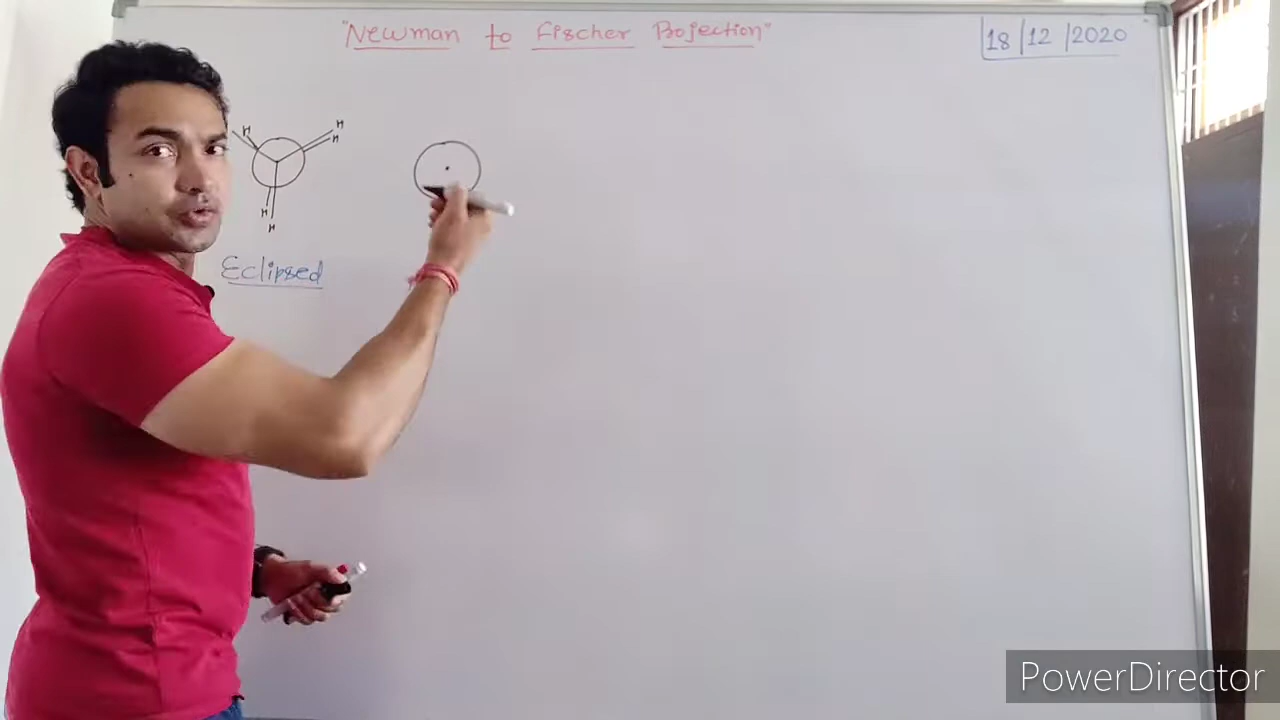 "Newman to Fischer Projection"
18/12/2020
H H
H
H
H
Eclipsed
PowerDirector